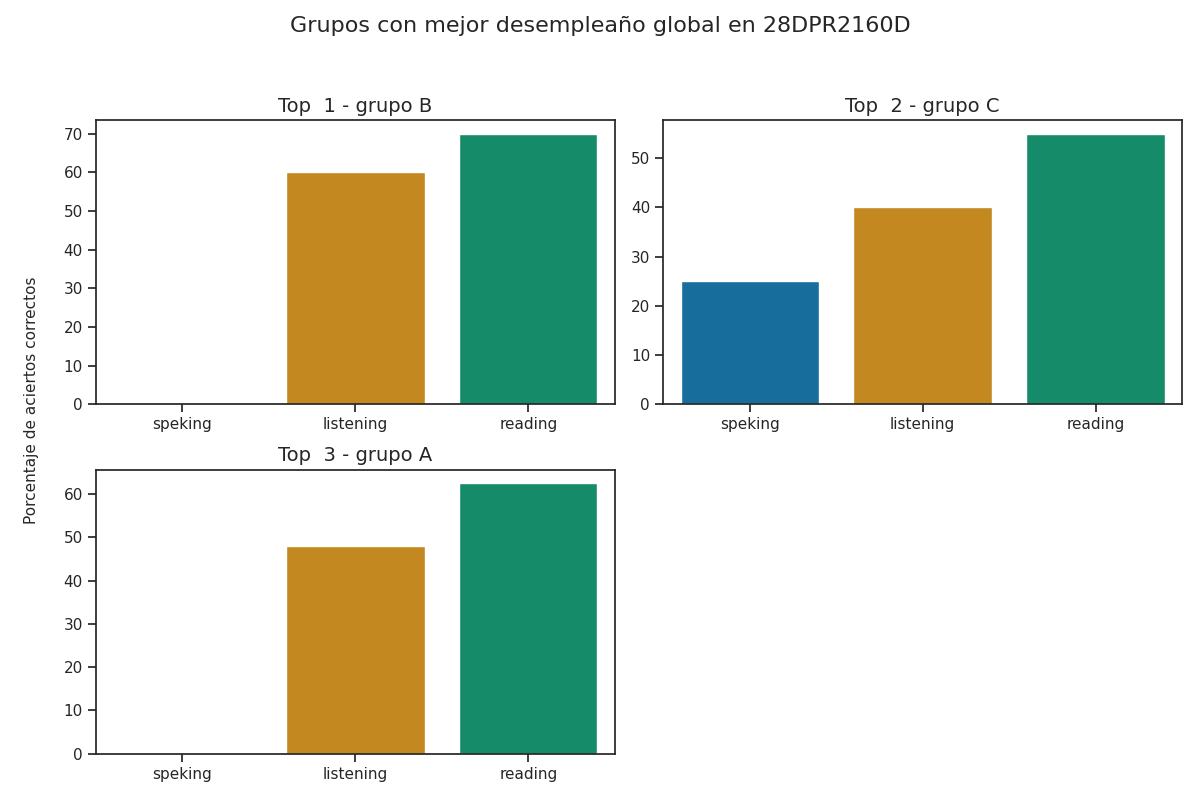 Grupos con mejor desempleaño global en 28DPR2160D
Porcentaje de aciertos correctos
Top  1 - grupo B
70
60
50
40
30
20
10
0
speking listening reading
Top  2 - grupo C
50
40
30
20
10
0
speking listening reading
Top  3 - grupo A
60
50
40
30
20
10
0
speking listening reading